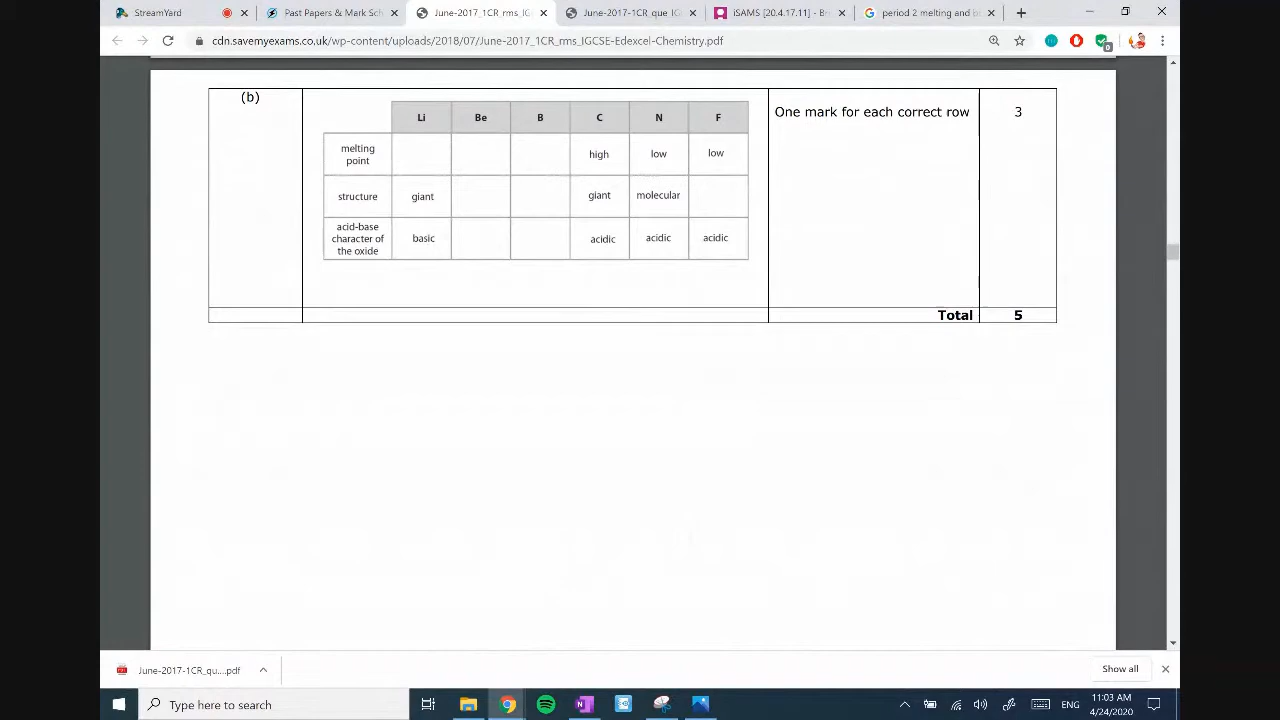 StreamYard
Past Papers & Mark Sch
June-2017_1CR_rms_IG
June-2017_1CR_que IG
iSAMS [20.4.17.11] - Br
period 2 melting and b
cdn.savemyexams.co.uk/wp-content/uploads/2018/07/June-2017_1CR_rms_IGCSE-Edexcel-Chemistry.pdf
0
(b)
Li Be B C N F
One mark for each correct row
3
melting
point
high low low
structure giant giant molecular
acid-base
character of
the oxide
basic acidic acidic acidic
Total 5
June-2017-1CR_qu....pdf
Show all
Type here to search
ENG
11:03 AM
4/24/2020